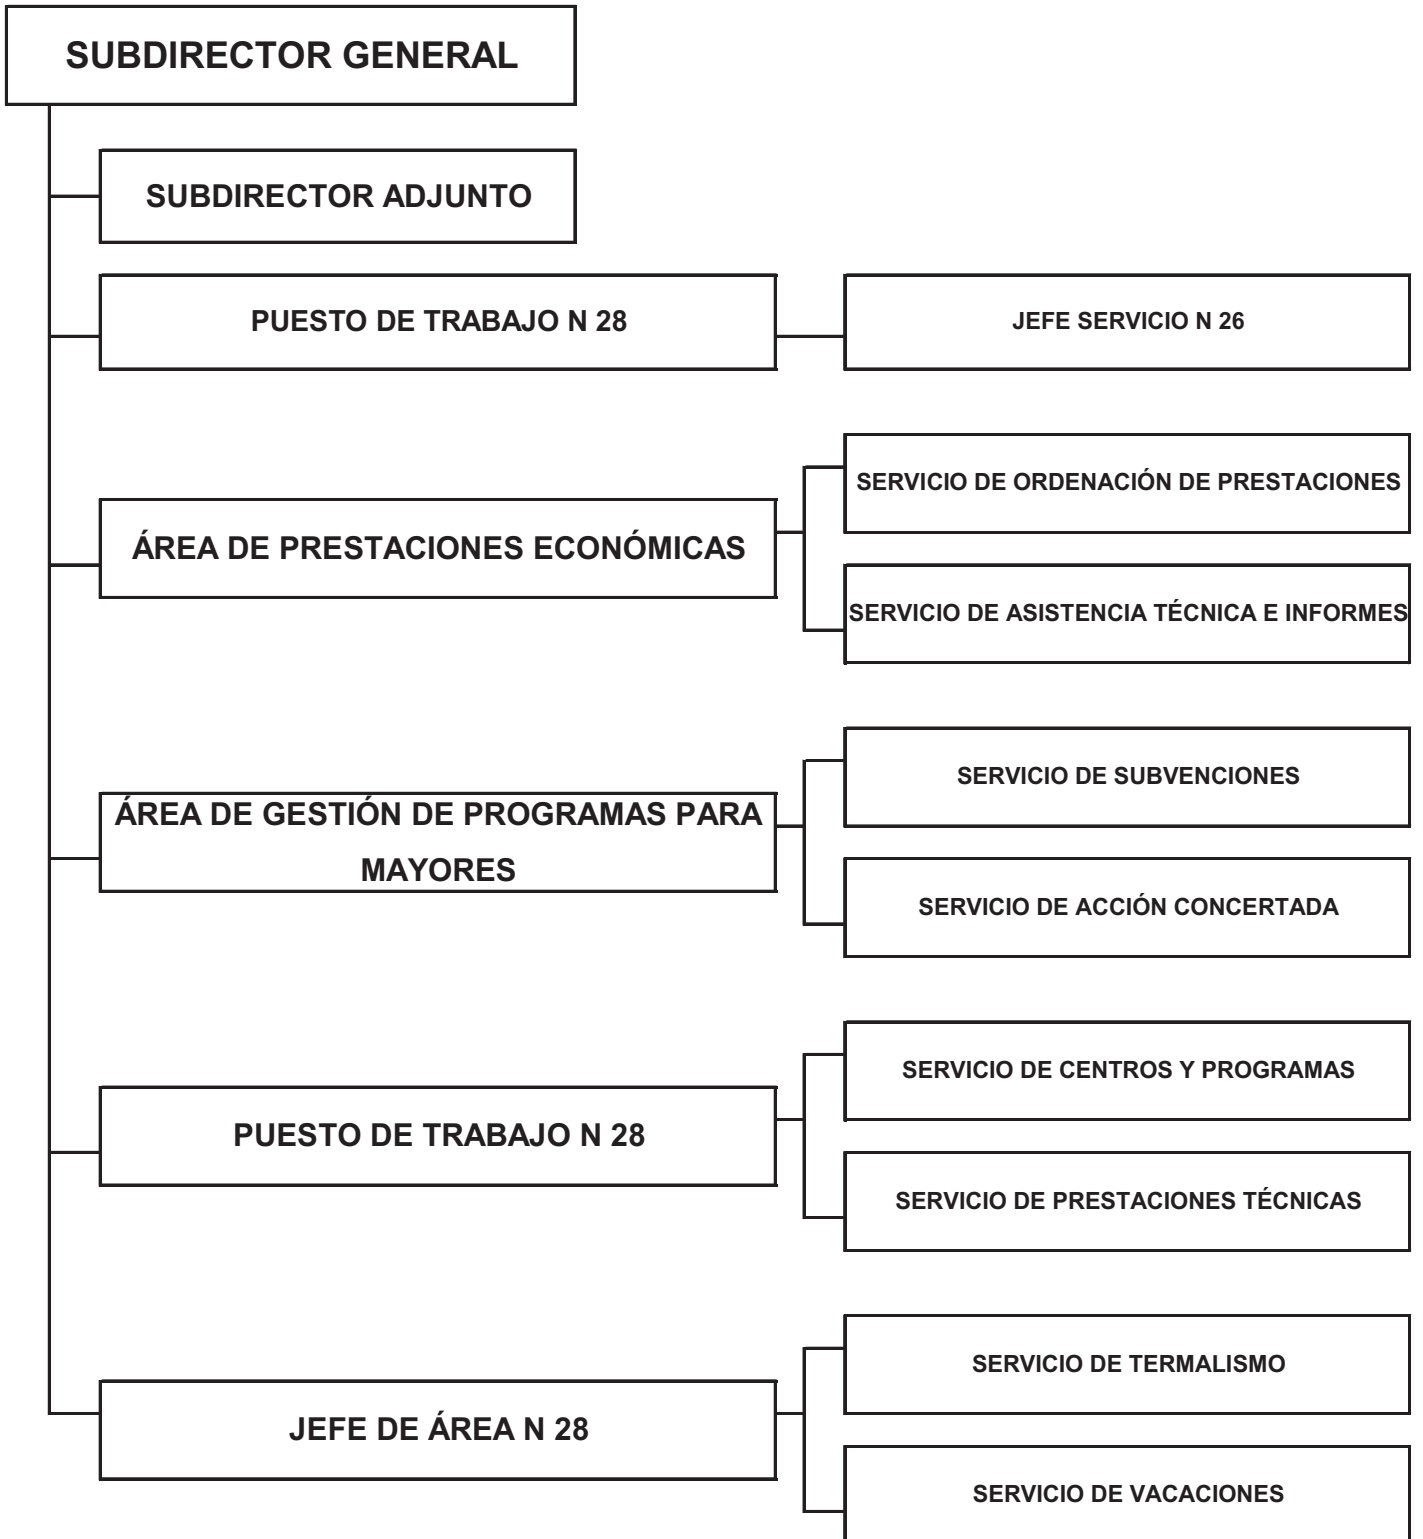 SUBDIRECTOR GENERAL
SUBDIRECTOR ADJUNTO
PUESTO DE TRABAJO N 28
JEFE SERVICIO N 26
ÁREA DE PRESTACIONES ECONÓMICAS
SERVICIO DE ORDENACIÓN DE PRESTACIONES
SERVICIO DE ASISTENCIA TÉCNICA E INFORMES
ÁREA DE GESTIÓN DE PROGRAMAS PARA
MAYORES
SERVICIO DE SUBVENCIONES
SERVICIO DE ACCIÓN CONCERTADA
PUESTO DE TRABAJO N 28
SERVICIO DE CENTROS Y PROGRAMAS
SERVICIO DE PRESTACIONES TÉCNICAS
JEFE DE ÁREA N 28
SERVICIO DE TERMALISMO
SERVICIO DE VACACIONES